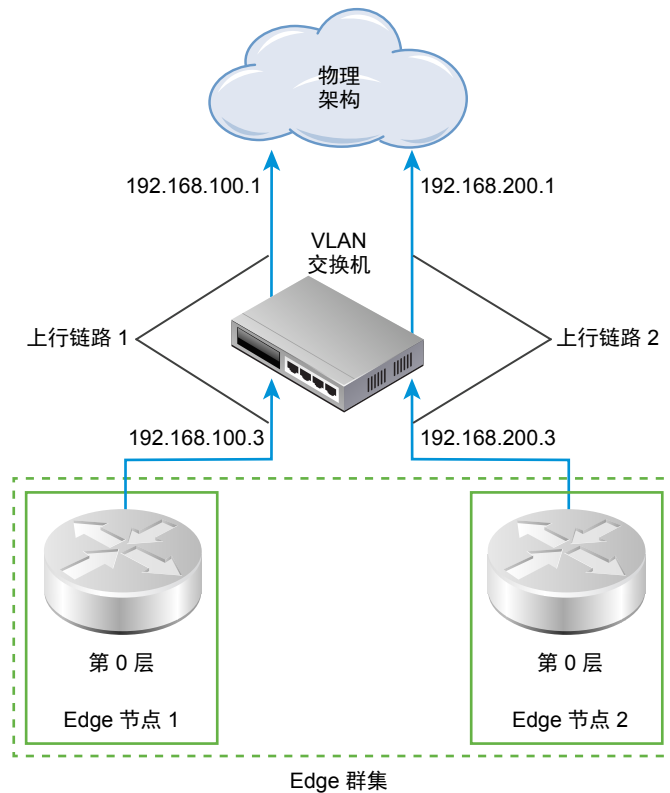 物理
架构
192.168.100.1
192.168.200.1
VLAN
交换机
上行链路 1
上行链路 2
192.168.100.3
192.168.200.3
第 0 层
第 0 层
Edge 节点 1
Edge 节点 2
Edge 群集